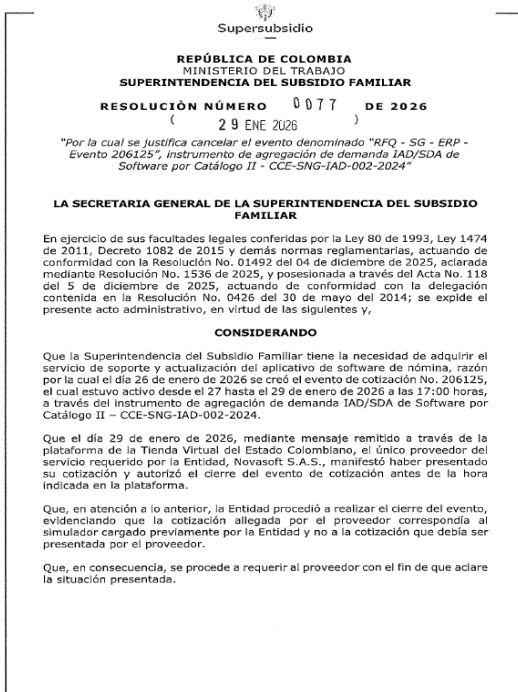 Supersubsidio
REPÚBLICA DE COLOMBIA
MINISTERIO DEL TRABAJO
SUPERINTENDENCIA DEL SUBSIDIO FAMILIAR
RESOLUCIÒN NÚMERO 0077 DE 2026
( 29 ENE 2026 )
"Por la cual se justifica cancelar el evento denominado "RFQ - SG - ERP -
Evento 206125", instrumento de agregación de demanda IAD/SDA de
Software por Catálogo II - CCE-SNG-IAD-002-2024"
LA SECRETARIA GENERAL DE LA SUPERINTENDENCIA DEL SUBSIDIO
FAMILIAR
En ejercicio de sus facultades legales conferidas por la Ley 80 de 1993, Ley 1474
de 2011, Decreto 1082 de 2015 y demás normas reglamentarias, actuando de
conformidad con la Resolución No. 01492 del 04 de diciembre de 2025, aclarada
mediante Resolución No. 1536 de 2025, y posesionada a través del Acta No. 118
del 5 de diciembre de 2025, actuando de conformidad con la delegación
contenida en la Resolución No. 0426 del 30 de mayo del 2014; se expide el
presente acto administrativo, en virtud de las siguientes y,
CONSIDERANDO
Que la Superintendencia del Subsidio Familiar tiene la necesidad de adquirir el
servicio de soporte y actualización del aplicativo de software de nómina, razón
por la cual el día 26 de enero de 2026 se creó el evento de cotización No. 206125,
el cual estuvo activo desde el 27 hasta el 29 de enero de 2026 a las 17:00 horas,
a través del instrumento de agregación de demanda IAD/SDA de Software por
Catálogo II – CCE-SNG-IAD-002-2024.
Que el día 29 de enero de 2026, mediante mensaje remitido a través de la
plataforma de la Tienda Virtual del Estado Colombiano, el único proveedor del
servicio requerido por la Entidad, Novasoft S.A.S., manifestó haber presentado
su cotización y autorizó el cierre del evento de cotización antes de la hora
indicada en la plataforma.
Que, en atención a lo anterior, la Entidad procedió a realizar el cierre del evento,
evidenciando que la cotización allegada por el proveedor correspondía al
simulador cargado previamente por la Entidad y no a la cotización que debía ser
presentada por el proveedor.
Que, en consecuencia, se procede a requerir al proveedor con el fin de que aclare
la situación presentada.